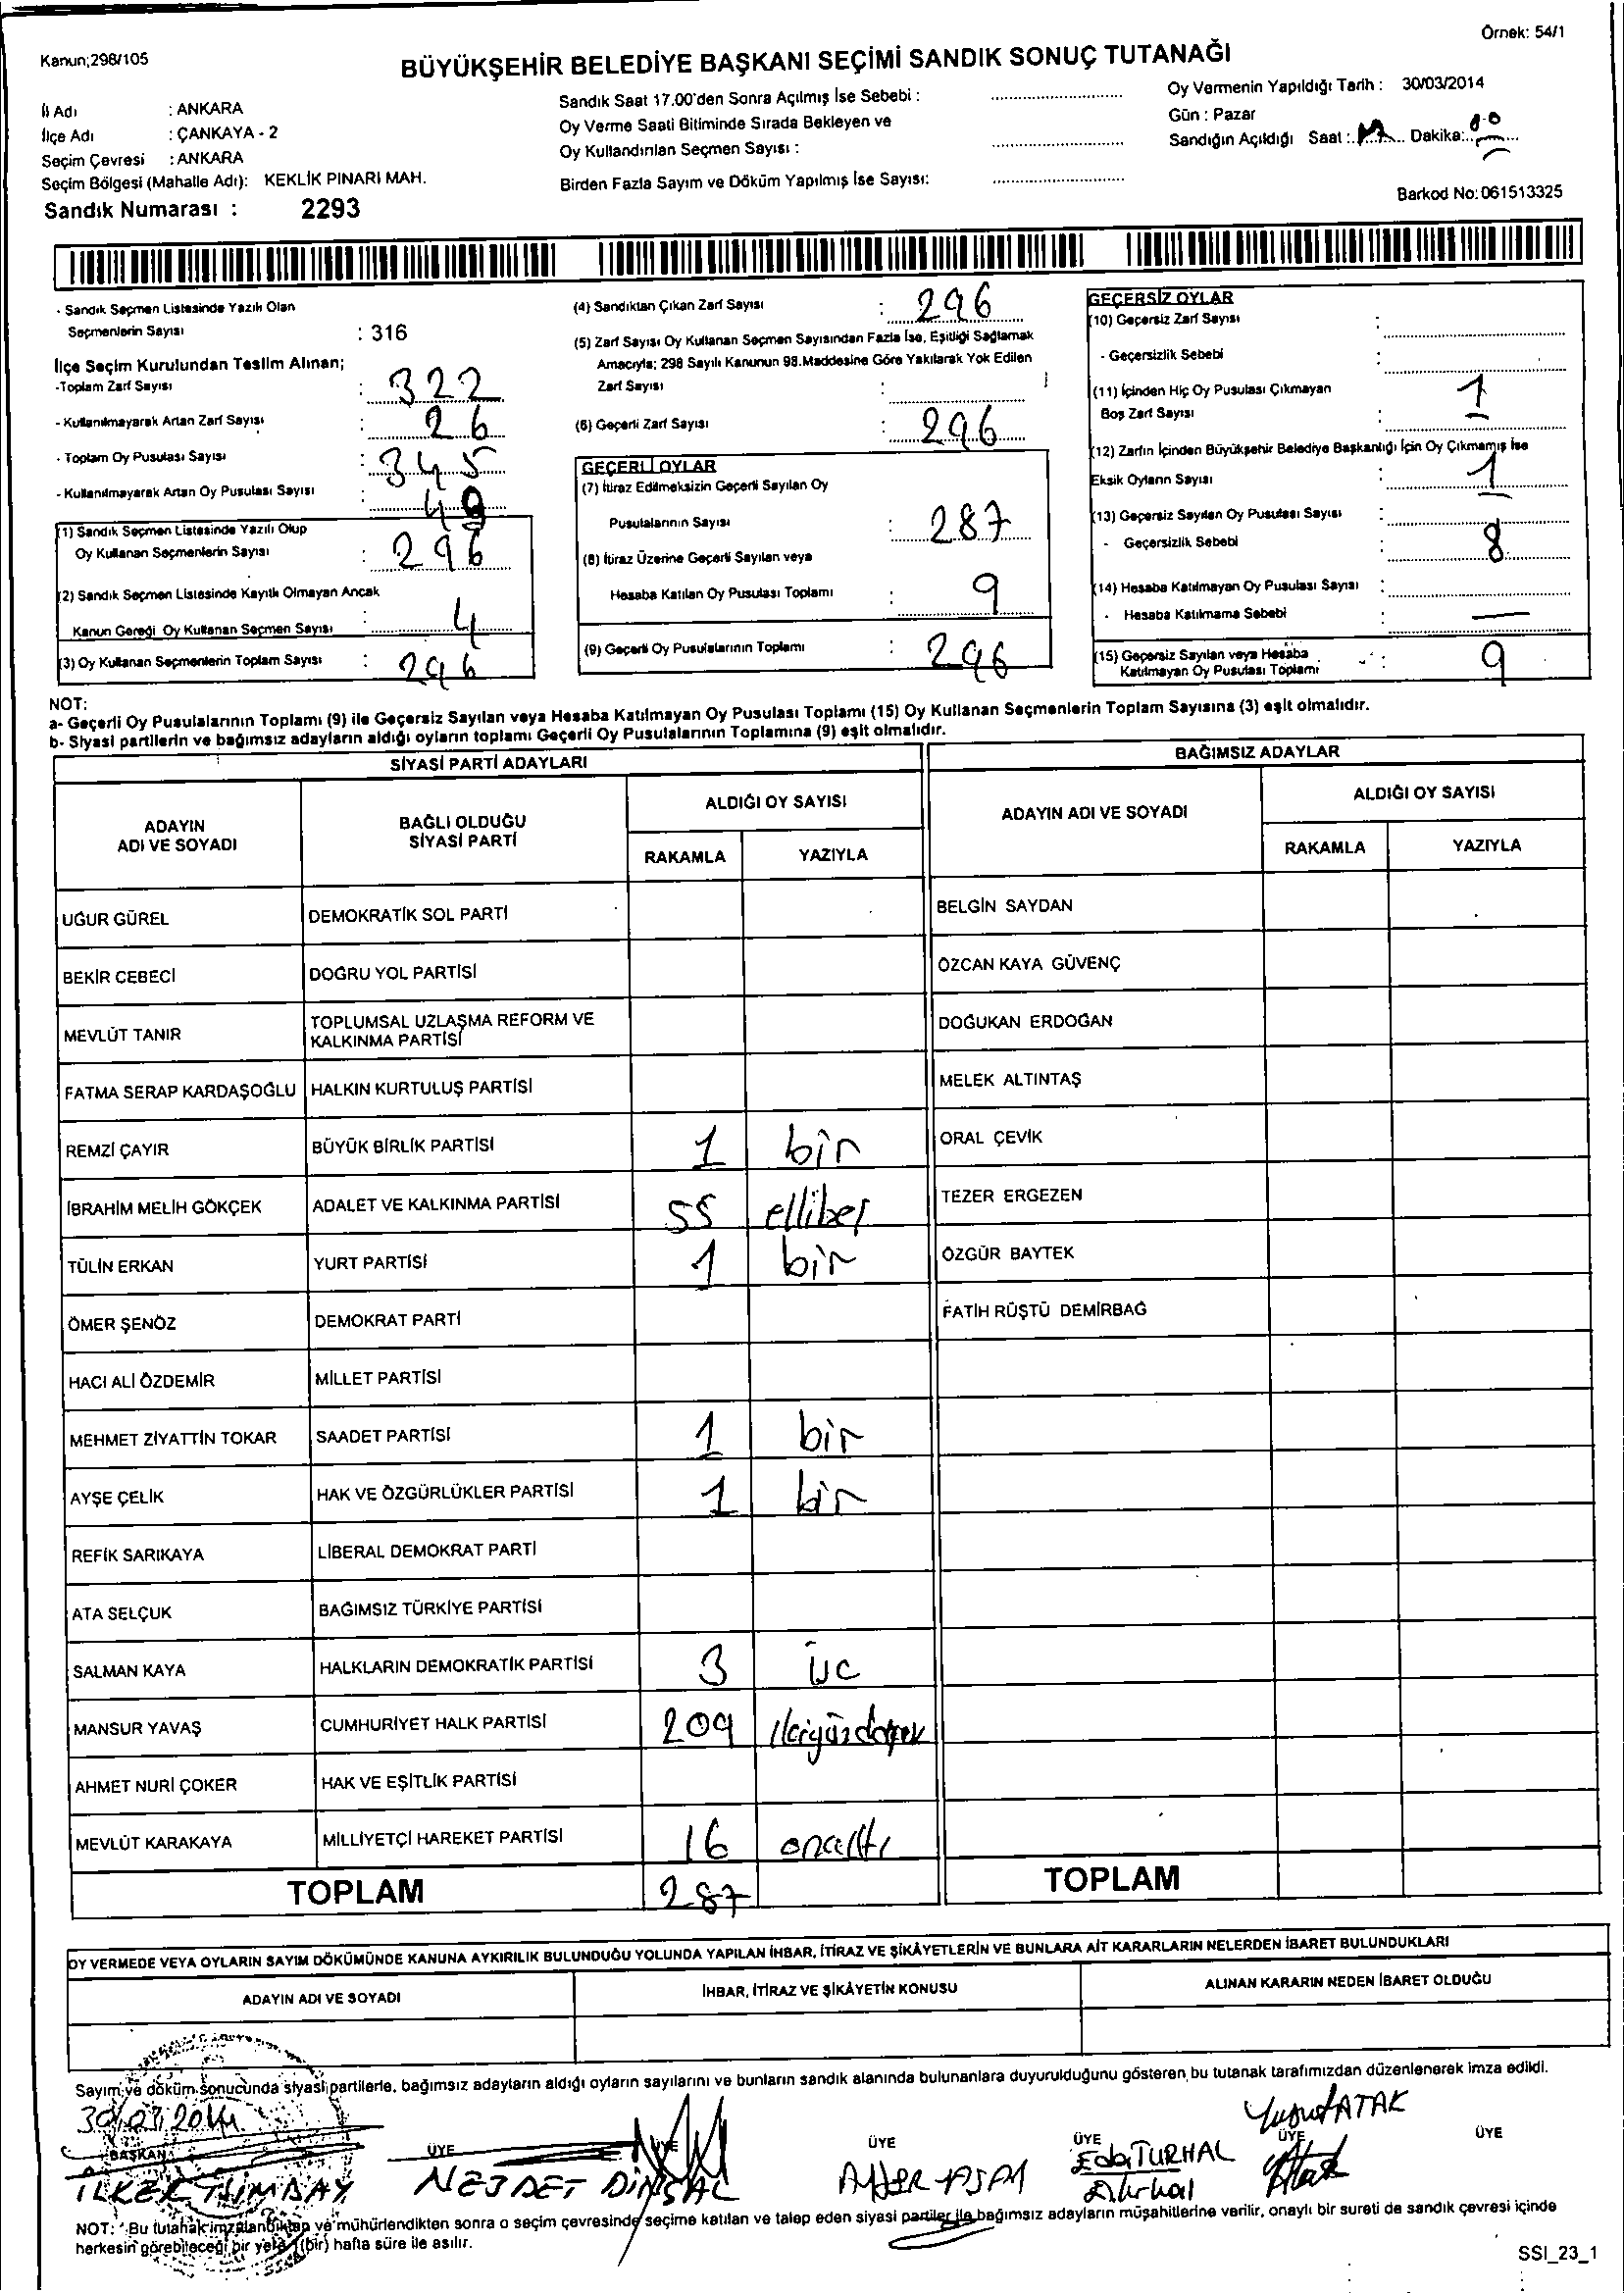 Örnek: 54/1
Kanun;298/105
BÜYÜKŞEHİR BELEDİYE BAŞKANI SEÇİMİ SANDIK SONUÇ TUTANAĞI
İl Adı : ANKARA
İlçe Adı : ÇANKAYA - 2
Seçim Çevresi : ANKARA
Seçim Bölgesi (Mahalle Adı): KEKLİK PINARI MAH.
Sandık Numarası : 2293
Sandık Saat 17.00'den Sonra Açılmış İse Sebebi :
Oy Verme Saati Bitiminde Sırada Bekleyen ve
Oy Kullandırılan Seçmen Sayısı :
Birden Fazla Sayım ve Döküm Yapılmış İse Sayısı:
Oy Vermenin Yapıldığı Tarih : 30/03/2014
Gün : Pazar
Sandığın Açıldığı Saat : Dakika:
Barkod No: 061513325
- Sandık Seçmen Listesinde Yazılı Olan
Seçmenlerin Sayısı : 316
İlçe Seçim Kurulundan Teslim Alınan;
-Toplam Zarf Sayısı : 322
- Kullanılmayarak Artan Zarf Sayısı : 26
- Toplam Oy Pusulası Sayısı : 345
- Kullanılmayarak Artan Oy Pusulası Sayısı :
(1) Sandık Seçmen Listesinde Yazılı Olup
Oy Kullanan Seçmenlerin Sayısı : 296
(2) Sandık Seçmen Listesinde Kayıtlı Olmayan Ancak
Kanun Gereği Oy Kullanan Seçmen Sayısı : 4
(3) Oy Kullanan Seçmenlerin Toplam Sayısı : 296
(4) Sandıktan Çıkan Zarf Sayısı : 296
(5) Zarf Sayısı Oy Kullanan Seçmen Sayısından Fazla İse, Eşitliği Sağlamak
Amacıyla; 298 Sayılı Kanunun 98.Maddesine Göre Yakılarak Yok Edilen
Zarf Sayısı :
(6) Geçerli Zarf Sayısı : 296
GEÇERLİ OYLAR
(7) İtiraz Edilmeksizin Geçerli Sayılan Oy
Pusulalarının Sayısı : 287
(8) İtiraz Üzerine Geçerli Sayılan veya
Hesaba Katılan Oy Pusulası Toplamı : 9
(9) Geçerli Oy Pusulalarının Toplamı : 296
GEÇERSİZ OYLAR
(10) Geçersiz Zarf Sayısı :
- Geçersizlik Sebebi :
(11) İçinden Hiç Oy Pusulası Çıkmayan
Boş Zarf Sayısı : 1
(12) Zarfın İçinden Büyükşehir Belediye Başkanlığı İçin Oy Çıkmamış İse
Eksik Oyların Sayısı : 1
(13) Geçersiz Sayılan Oy Pusulası Sayısı :
- Geçersizlik Sebebi : 8
(14) Hesaba Katılmayan Oy Pusulası Sayısı :
- Hesaba Katılmama Sebebi : —
(15) Geçersiz Sayılan veya Hesaba
Katılmayan Oy Pusulası Toplamı : 9
NOT:
a- Geçerli Oy Pusulalarının Toplamı (9) ile Geçersiz Sayılan veya Hesaba Katılmayan Oy Pusulası Toplamı (15) Oy Kullanan Seçmenlerin Toplam Sayısına (3) eşit olmalıdır.
b- Siyasi partilerin ve bağımsız adayların aldığı oyların toplamı Geçerli Oy Pusulalarının Toplamına (9) eşit olmalıdır.
SİYASİ PARTİ ADAYLARI
ADAYIN ADI VE SOYADI BAĞLI OLDUĞU SİYASİ PARTİ ALDIĞI OY SAYISI
RAKAMLA YAZIYLA
UĞUR GÜREL DEMOKRATİK SOL PARTİ
BEKİR CEBECİ DOĞRU YOL PARTİSİ
MEVLÜT TANIR TOPLUMSAL UZLAŞMA REFORM VE KALKINMA PARTİSİ
FATMA SERAP KARDAŞOĞLU HALKIN KURTULUŞ PARTİSİ
REMZİ ÇAYIR BÜYÜK BİRLİK PARTİSİ 1 bir
İBRAHİM MELİH GÖKÇEK ADALET VE KALKINMA PARTİSİ 55 ellibeş
TÜLİN ERKAN YURT PARTİSİ 1 bir
ÖMER ŞENÖZ DEMOKRAT PARTİ
HACI ALİ ÖZDEMİR MİLLET PARTİSİ
MEHMET ZİYATTİN TOKAR SAADET PARTİSİ 1 bir
AYŞE ÇELİK HAK VE ÖZGÜRLÜKLER PARTİSİ 1 bir
REFİK SARIKAYA LİBERAL DEMOKRAT PARTİ
ATA SELÇUK BAĞIMSIZ TÜRKİYE PARTİSİ
SALMAN KAYA HALKLARIN DEMOKRATİK PARTİSİ 3 üc
MANSUR YAVAŞ CUMHURİYET HALK PARTİSİ 209 ikiyüzdokuz
AHMET NURİ ÇOKER HAK VE EŞİTLİK PARTİSİ
MEVLÜT KARAKAYA MİLLİYETÇİ HAREKET PARTİSİ 16 onaltı
TOPLAM 287
BAĞIMSIZ ADAYLAR
ADAYIN ADI VE SOYADI ALDIĞI OY SAYISI
RAKAMLA YAZIYLA
BELGİN SAYDAN
ÖZCAN KAYA GÜVENÇ
DOĞUKAN ERDOĞAN
MELEK ALTINTAŞ
ORAL ÇEVİK
TEZER ERGEZEN
ÖZGÜR BAYTEK
FATİH RÜŞTÜ DEMİRBAĞ
TOPLAM
OY VERMEDE VEYA OYLARIN SAYIM DÖKÜMÜNDE KANUNA AYKIRILIK BULUNDUĞU YOLUNDA YAPILAN İHBAR, İTİRAZ VE ŞİKÂYETLERİN VE BUNLARA AİT KARARLARIN NELERDEN İBARET BULUNDUKLARI
ADAYIN ADI VE SOYADI İHBAR, İTİRAZ VE ŞİKÂYETİN KONUSU ALINAN KARARIN NEDEN İBARET OLDUĞU
Sayım ve döküm sonucunda siyasi partilerle, bağımsız adayların aldığı oyların sayılarını ve bunların sandık alanında bulunanlara duyurulduğunu gösteren bu tutanak tarafımızdan düzenlenerek imza edildi.
30/03/2014
BAŞKAN ÜYE ÜYE ÜYE ÜYE ÜYE
İLKER NEJDET Eda TURHAL Yusuf ATAK
NOT: Bu tutanak imzalandıktan ve mühürlendikten sonra o seçim çevresinde seçime katılan ve talep eden siyasi partiler ile bağımsız adayların müşahitlerine verilir, onaylı bir sureti de sandık çevresi içinde
herkesin görebileceği bir yere (bir) hafta süre ile asılır.
SSI_23_1